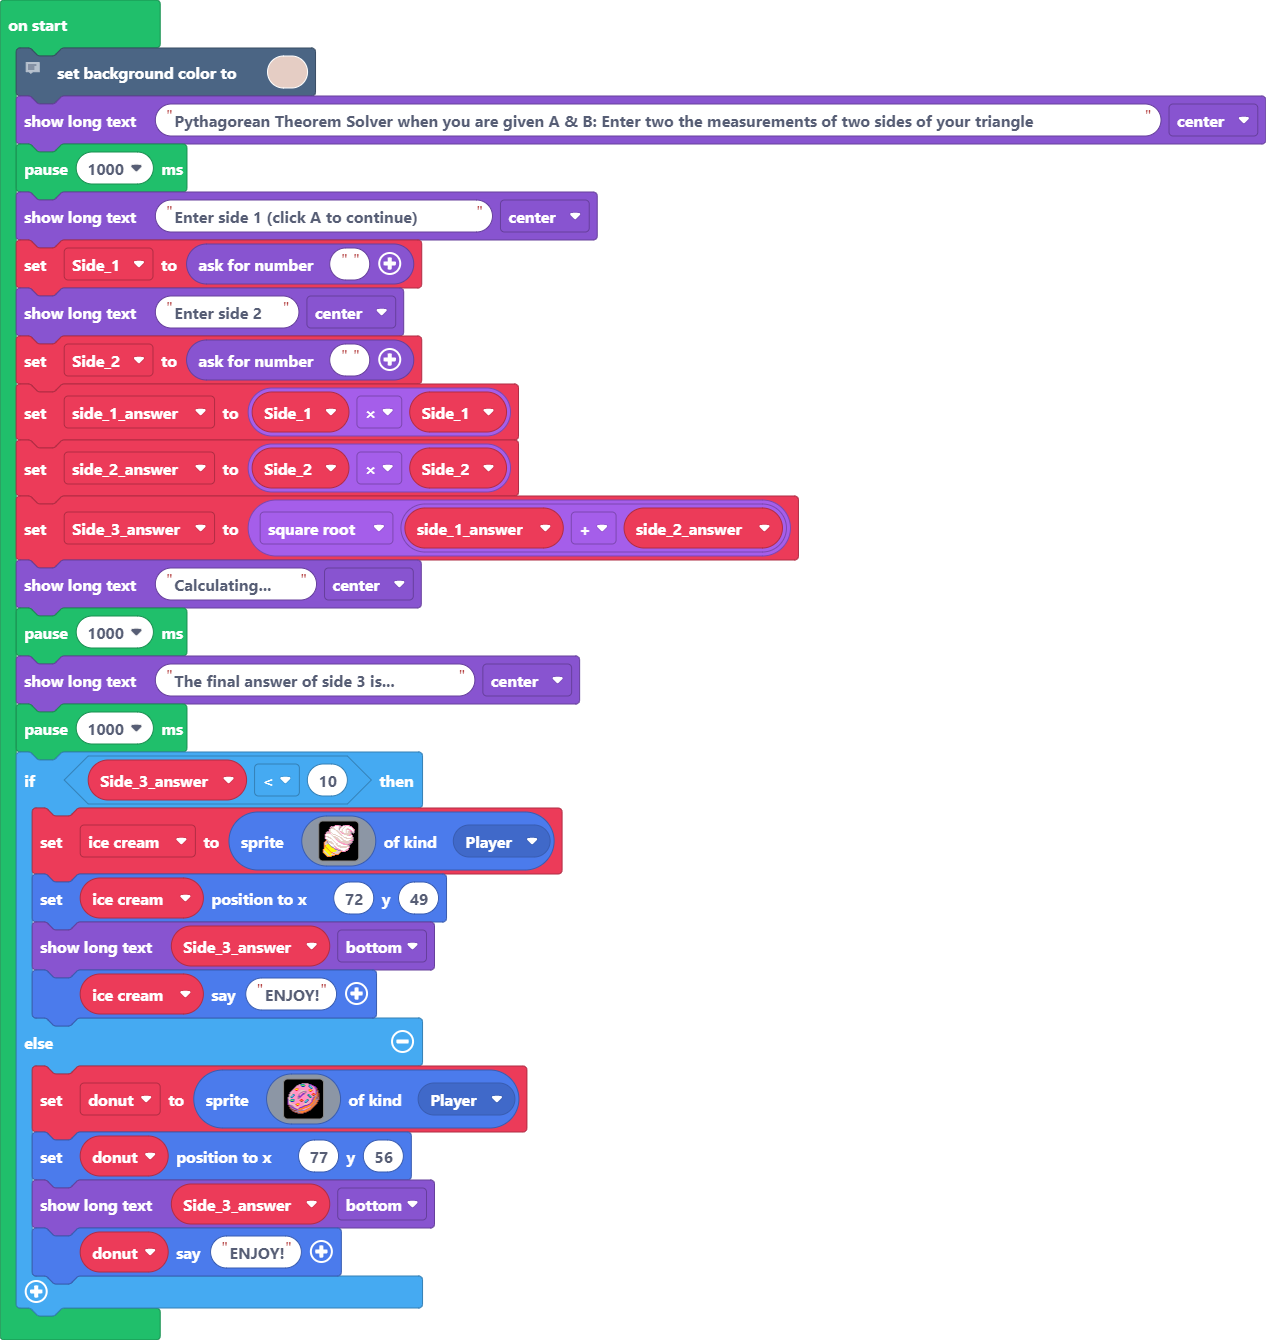 on start
set background color to
show long text "Pythagorean Theorem Solver when you are given A & B: Enter two the measurements of two sides of your triangle" center
pause 1000 ms
show long text "Enter side 1 (click A to continue)" center
set Side_1 to ask for number ""
show long text "Enter side 2" center
set Side_2 to ask for number ""
set side_1_answer to Side_1 × Side_1
set side_2_answer to Side_2 × Side_2
set Side_3_answer to square root side_1_answer + side_2_answer
show long text "Calculating..." center
pause 1000 ms
show long text "The final answer of side 3 is..." center
pause 1000 ms
if Side_3_answer < 10 then
set ice cream to sprite of kind Player
set ice cream position to x 72 y 49
show long text Side_3_answer bottom
ice cream say "ENJOY!"
else
set donut to sprite of kind Player
set donut position to x 77 y 56
show long text Side_3_answer bottom
donut say "ENJOY!"